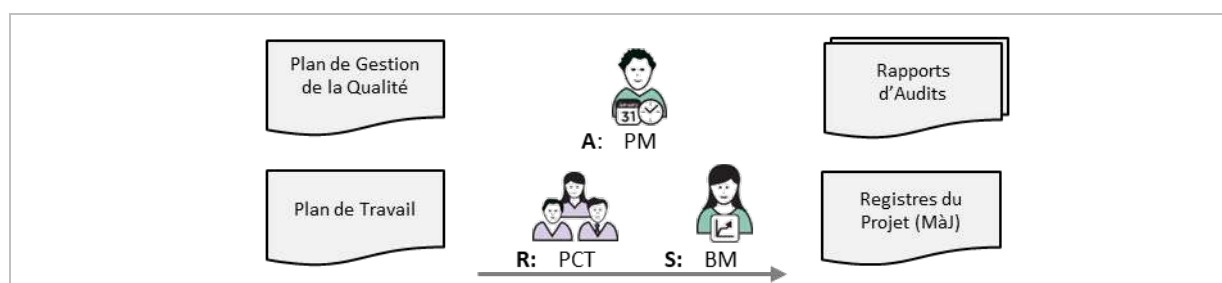 Plan de Gestion
de la Qualité
31
A: PM
Rapports
d’Audits
Plan de Travail
R: PCT
S: BM
Registres du
Projet (MàJ)